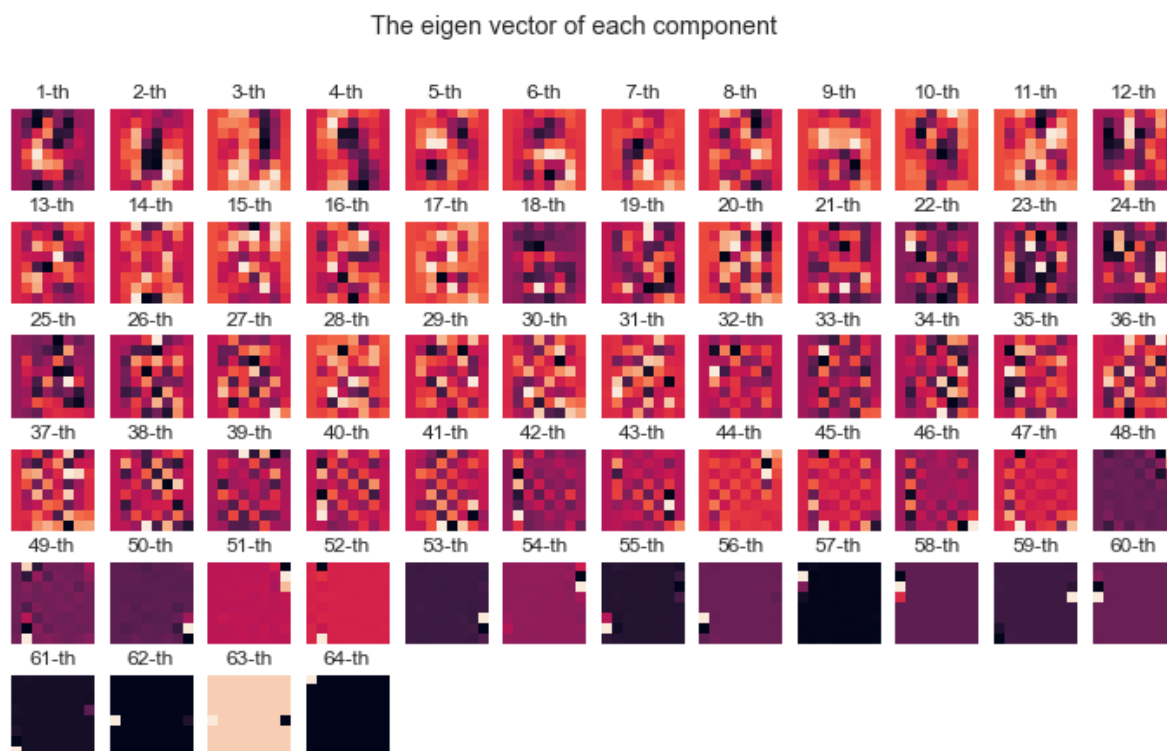 The eigen vector of each component
1-th 2-th 3-th 4-th 5-th 6-th 7-th 8-th 9-th 10-th 11-th 12-th
13-th 14-th 15-th 16-th 17-th 18-th 19-th 20-th 21-th 22-th 23-th 24-th
25-th 26-th 27-th 28-th 29-th 30-th 31-th 32-th 33-th 34-th 35-th 36-th
37-th 38-th 39-th 40-th 41-th 42-th 43-th 44-th 45-th 46-th 47-th 48-th
49-th 50-th 51-th 52-th 53-th 54-th 55-th 56-th 57-th 58-th 59-th 60-th
61-th 62-th 63-th 64-th